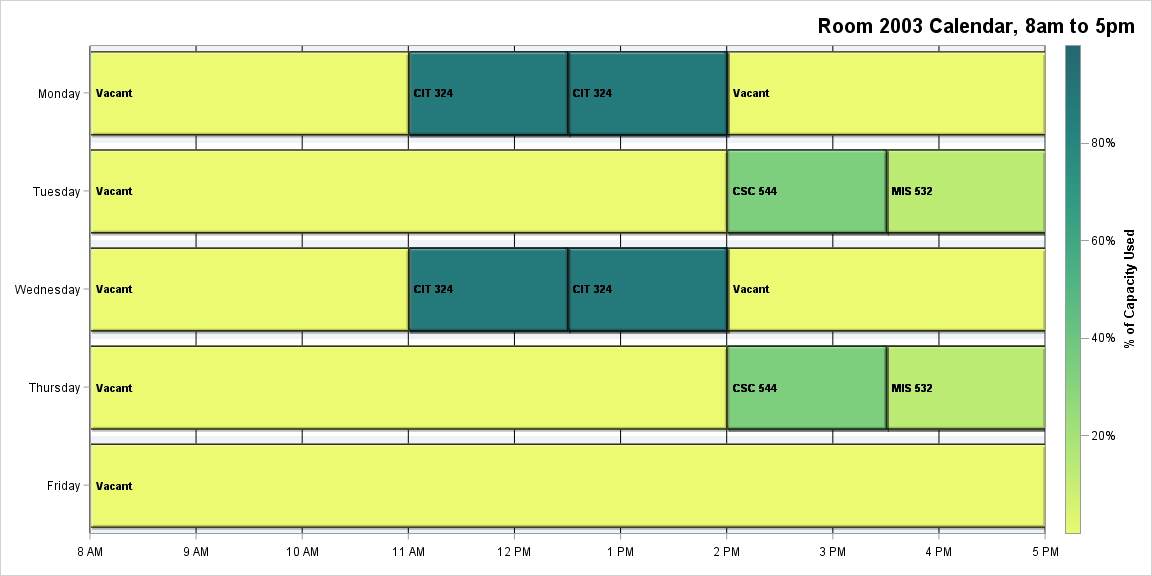 Room 2003 Calendar, 8am to 5pm
Monday
Vacant
CIT 324
CIT 324
Vacant
Tuesday
Vacant
CSC 544
MIS 532
Wednesday
Vacant
CIT 324
CIT 324
Vacant
Thursday
Vacant
CSC 544
MIS 532
Friday
Vacant
8 AM
9 AM
10 AM
11 AM
12 PM
1 PM
2 PM
3 PM
4 PM
5 PM
80%
60%
40%
20%
% of Capacity Used